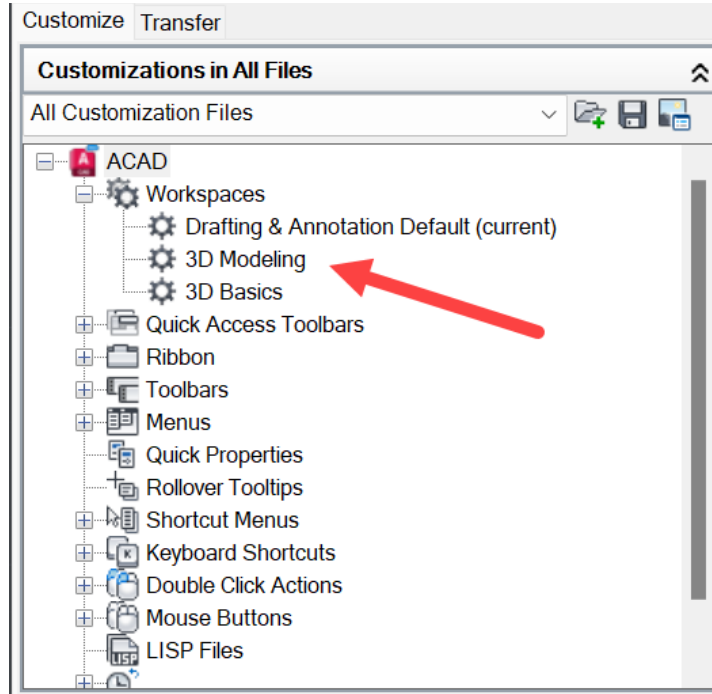 Customize Transfer
Customizations in All Files
All Customization Files
ACAD
Workspaces
Drafting & Annotation Default (current)
3D Modeling
3D Basics
Quick Access Toolbars
Ribbon
Toolbars
Menus
Quick Properties
Rollover Tooltips
Shortcut Menus
Keyboard Shortcuts
Double Click Actions
Mouse Buttons
LISP Files